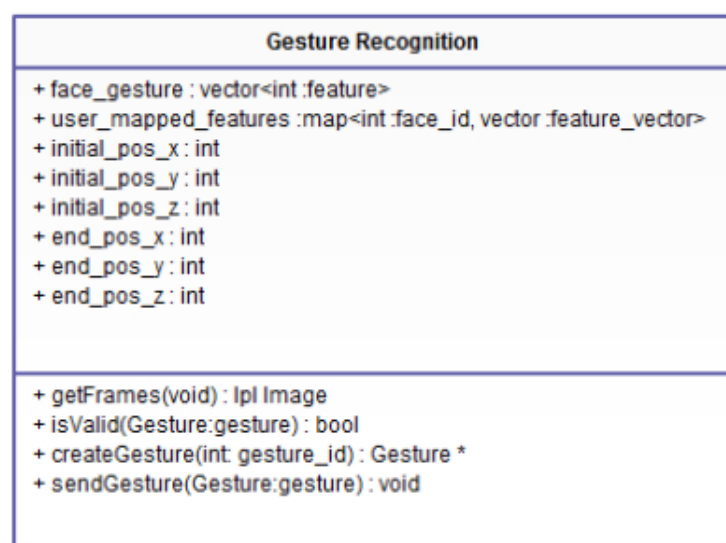 Gesture Recognition
+ face_gesture : vector<int :feature>
+ user_mapped_features :map<int :face_id, vector :feature_vector>
+ initial_pos_x : int
+ initial_pos_y : int
+ initial_pos_z : int
+ end_pos_x : int
+ end_pos_y : int
+ end_pos_z : int
+ getFrames(void) : Ipl Image
+ isValid(Gesture:gesture) : bool
+ createGesture(int: gesture_id) : Gesture *
+ sendGesture(Gesture:gesture) : void